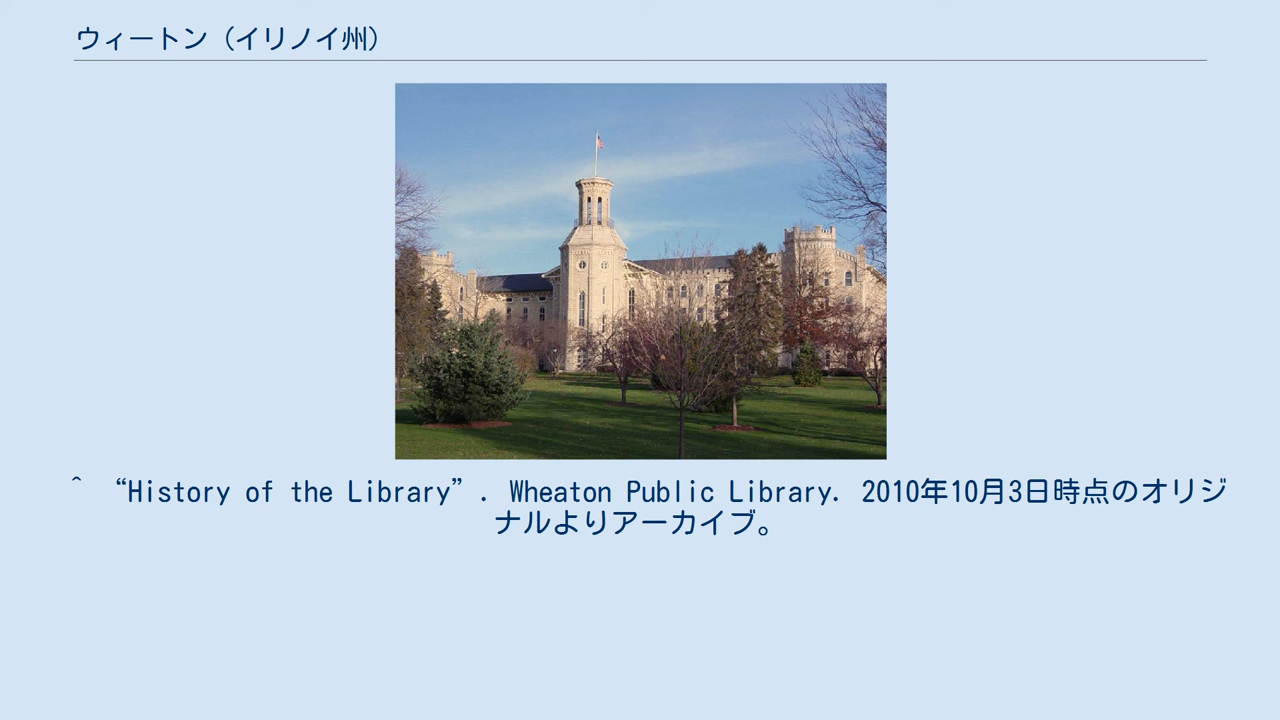 ウィートン（イリノイ州）
^ “History of the Library”. Wheaton Public Library. 2010年10月3日時点のオリジ
ナルよりアーカイブ。